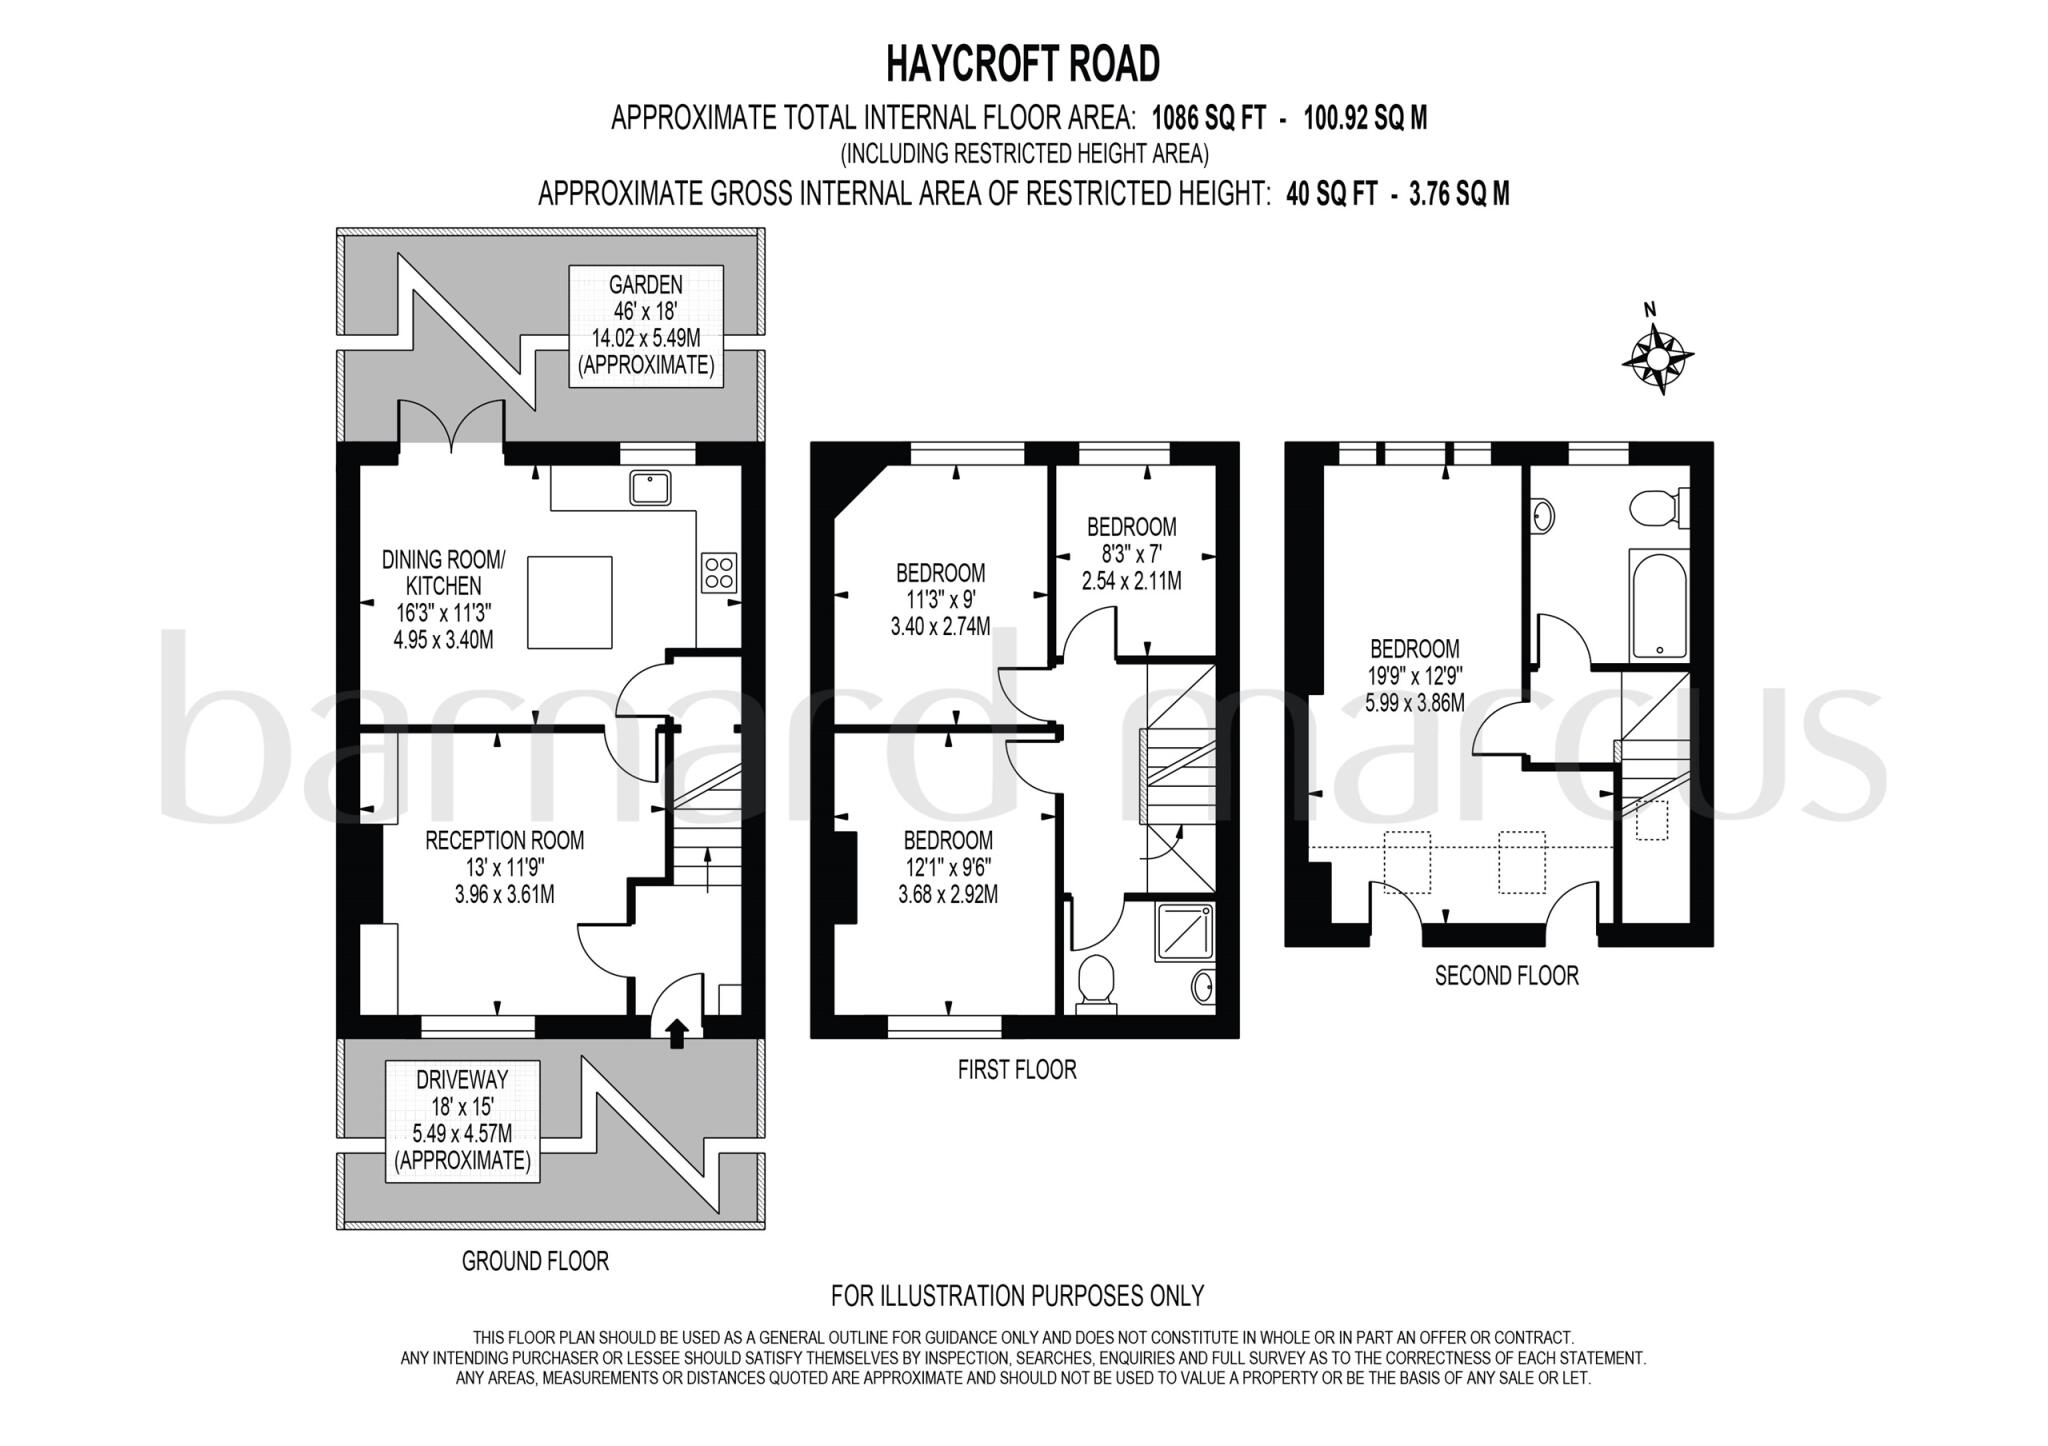 HAYCROFT ROAD
APPROXIMATE TOTAL INTERNAL FLOOR AREA: 1086 SQ FT - 100.92 SQ M
(INCLUDING RESTRICTED HEIGHT AREA)
APPROXIMATE GROSS INTERNAL AREA OF RESTRICTED HEIGHT: 40 SQ FT - 3.76 SQ M
GARDEN
46' x 18'
14.02 x 5.49M
(APPROXIMATE)
DINING ROOM/
KITCHEN
16'3" x 11'3"
4.95 x 3.40M
RECEPTION ROOM
13' x 11'9"
3.96 x 3.61M
DRIVEWAY
18' x 15'
5.49 x 4.57M
(APPROXIMATE)
GROUND FLOOR
BEDROOM
11'3" x 9'
3.40 x 2.74M
BEDROOM
8'3" x 7'
2.54 x 2.11M
BEDROOM
12'1" x 9'6"
3.68 x 2.92M
FIRST FLOOR
N
BEDROOM
19'9" x 12'9"
5.99 x 3.86M
SECOND FLOOR
barnard marcus
FOR ILLUSTRATION PURPOSES ONLY
THIS FLOOR PLAN SHOULD BE USED AS A GENERAL OUTLINE FOR GUIDANCE ONLY AND DOES NOT CONSTITUTE IN WHOLE OR IN PART AN OFFER OR CONTRACT.
ANY INTENDING PURCHASER OR LESSEE SHOULD SATISFY THEMSELVES BY INSPECTION, SEARCHES, ENQUIRIES AND FULL SURVEY AS TO THE CORRECTNESS OF EACH STATEMENT.
ANY AREAS, MEASUREMENTS OR DISTANCES QUOTED ARE APPROXIMATE AND SHOULD NOT BE USED TO VALUE A PROPERTY OR BE THE BASIS OF ANY SALE OR LET.